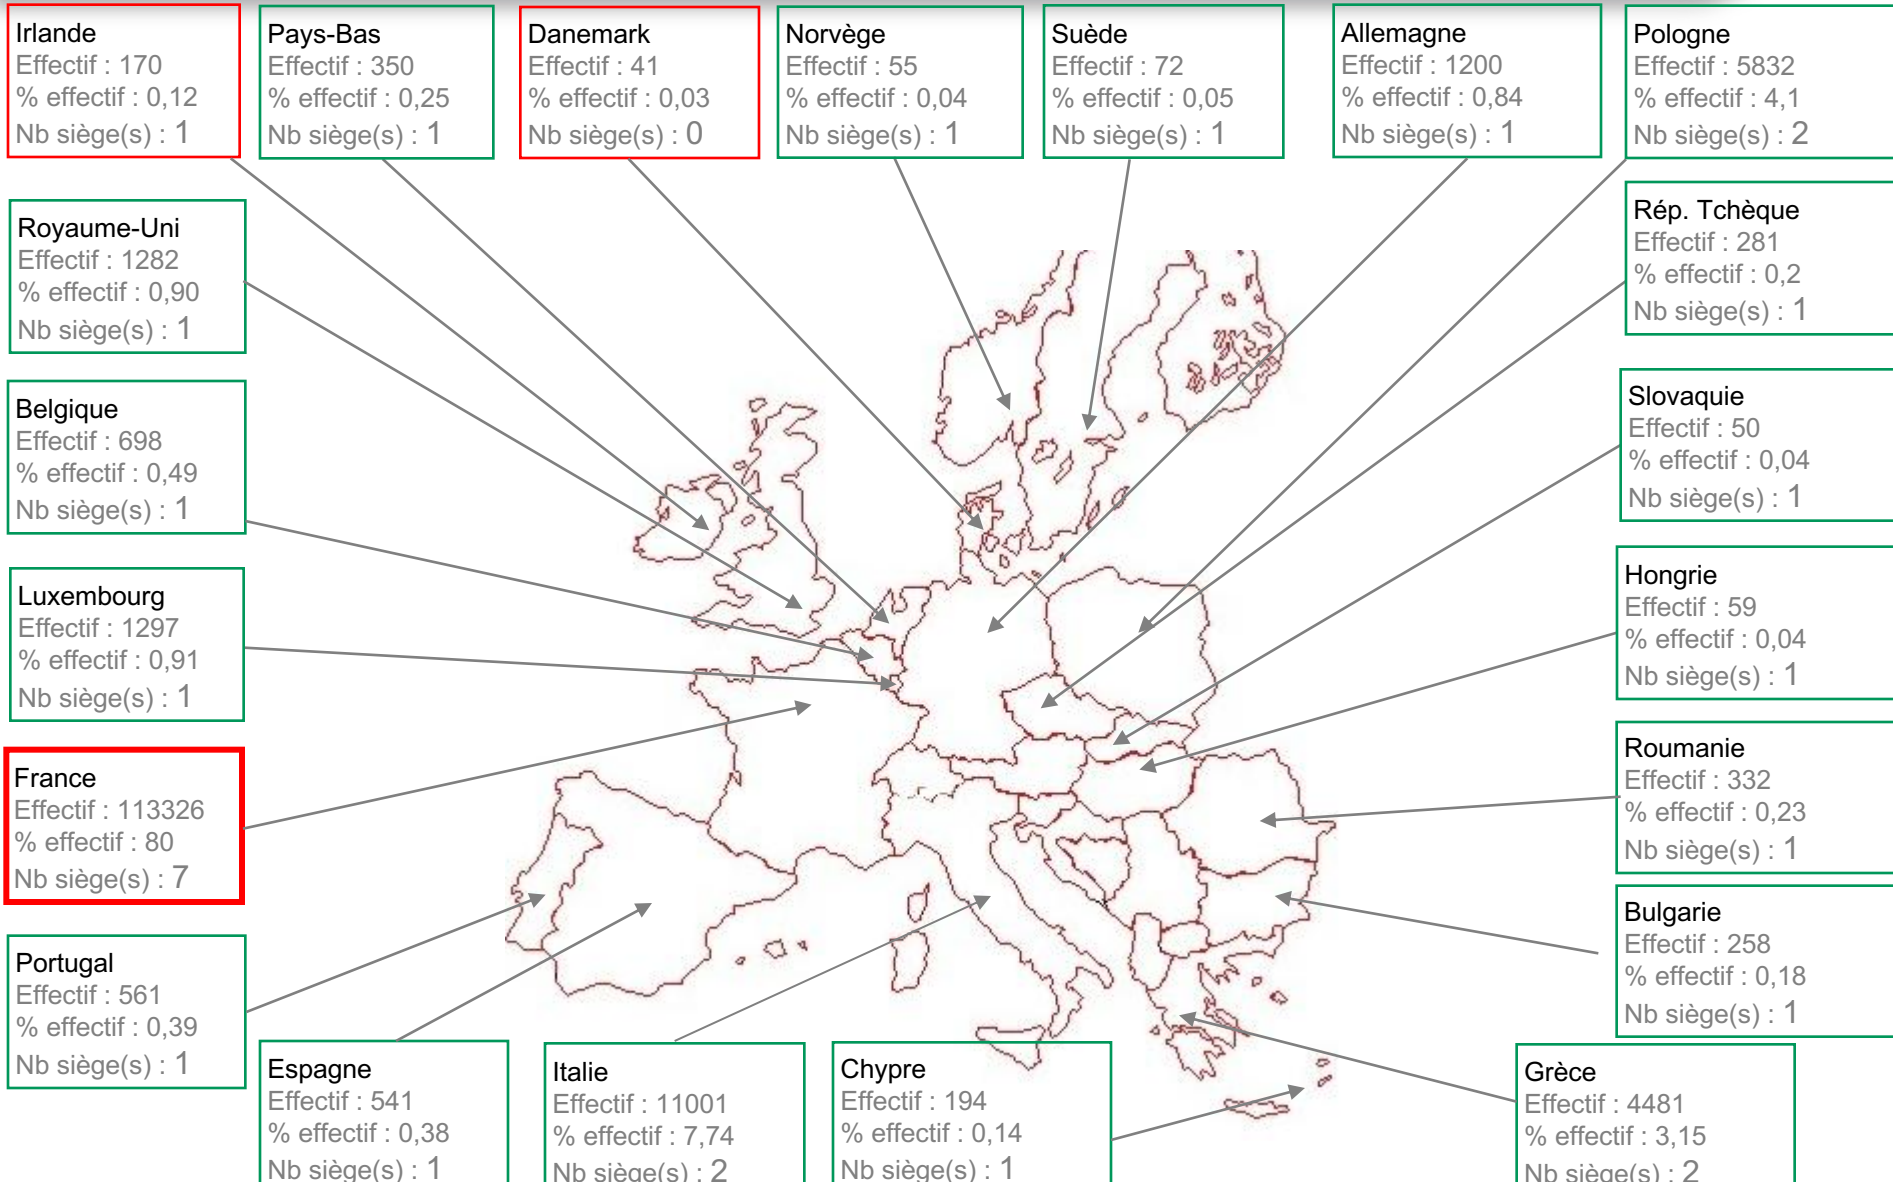 Irlande
Effectif : 170
% effectif : 0,12
Nb siège(s) : 1
Pays-Bas
Effectif : 350
% effectif : 0,25
Nb siège(s) : 1
Danemark
Effectif : 41
% effectif : 0,03
Nb siège(s) : 0
Norvège
Effectif : 55
% effectif : 0,04
Nb siège(s) : 1
Suède
Effectif : 72
% effectif : 0,05
Nb siège(s) : 1
Allemagne
Effectif : 1200
% effectif : 0,84
Nb siège(s) : 1
Pologne
Effectif : 5832
% effectif : 4,1
Nb siège(s) : 2
Royaume-Uni
Effectif : 1282
% effectif : 0,90
Nb siège(s) : 1
Rép. Tchèque
Effectif : 281
% effectif : 0,2
Nb siège(s) : 1
Belgique
Effectif : 698
% effectif : 0,49
Nb siège(s) : 1
Slovaquie
Effectif : 50
% effectif : 0,04
Nb siège(s) : 1
Luxembourg
Effectif : 1297
% effectif : 0,91
Nb siège(s) : 1
Hongrie
Effectif : 59
% effectif : 0,04
Nb siège(s) : 1
France
Effectif : 113326
% effectif : 80
Nb siège(s) : 7
Roumanie
Effectif : 332
% effectif : 0,23
Nb siège(s) : 1
Portugal
Effectif : 561
% effectif : 0,39
Nb siège(s) : 1
Bulgarie
Effectif : 258
% effectif : 0,18
Nb siège(s) : 1
Espagne
Effectif : 541
% effectif : 0,38
Nb siège(s) : 1
Italie
Effectif : 11001
% effectif : 7,74
Nb siège(s) : 2
Chypre
Effectif : 194
% effectif : 0,14
Nb siège(s) : 1
Grèce
Effectif : 4481
% effectif : 3,15
Nb siège(s) : 2